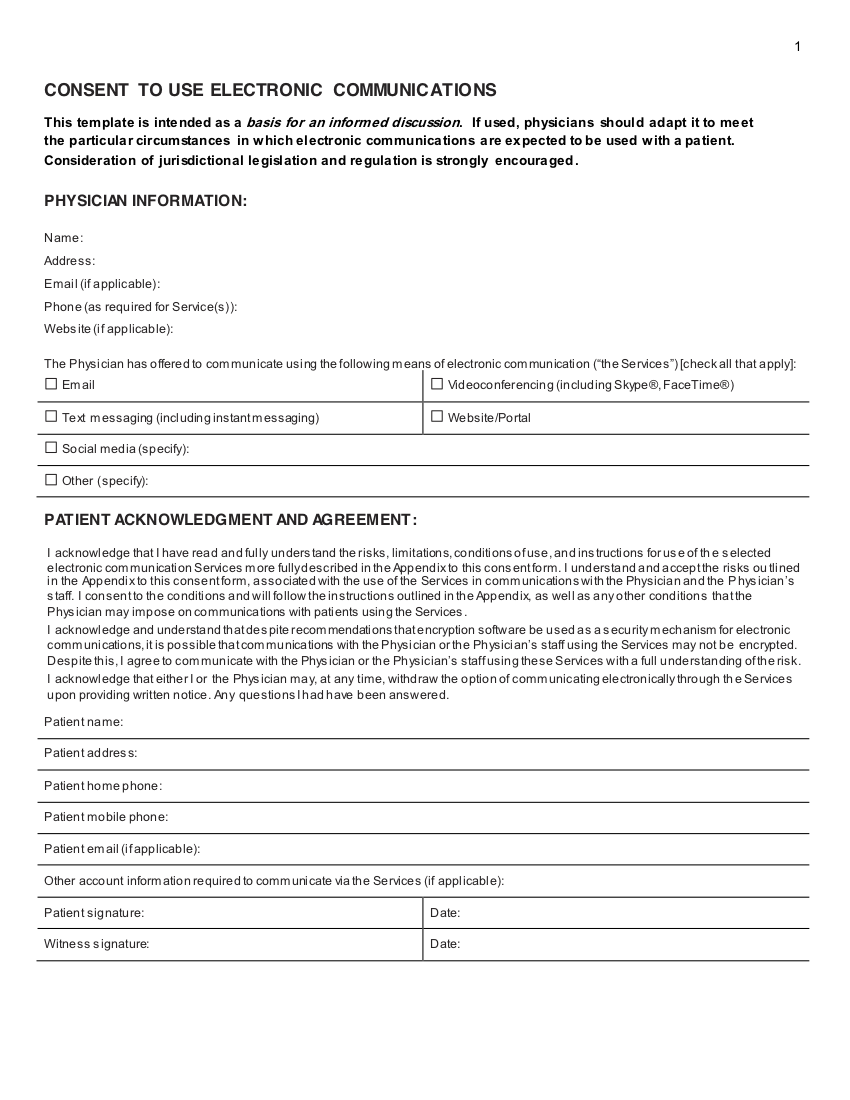 1
CONSENT TO USE ELECTRONIC COMMUNICATIONS
This template is intended as a basis for an informed discussion. If used, physicians should adapt it to meet
the particular circumstances in which electronic communications are expected to be used with a patient.
Consideration of jurisdictional legislation and regulation is strongly encouraged.
PHYSICIAN INFORMATION:
Name:
Address:
Email (if applicable):
Phone (as required for Service(s)):
Website (if applicable):
The Physician has offered to communicate using the following means of electronic communication (“the Services”) [check all that apply]:
☐ Email ☐ Videoconferencing (including Skype®, FaceTime®)
☐ Text messaging (including instant messaging) ☐ Website/Portal
☐ Social media (specify):
☐ Other (specify):
PATIENT ACKNOWLEDGMENT AND AGREEMENT:
I acknowledge that I have read and fully understand the risks, limitations, conditions of use, and instructions for use of the selected
electronic communication Services more fully described in the Appendix to this consent form. I understand and accept the risks outlined
in the Appendix to this consent form, associated with the use of the Services in communications with the Physician and the Physician’s
staff. I consent to the conditions and will follow the instructions outlined in the Appendix, as well as any other conditions that the
Physician may impose on communications with patients using the Services.
I acknowledge and understand that despite recommendations that encryption software be used as a security mechanism for electronic
communications, it is possible that communications with the Physician or the Physician’s staff using the Services may not be encrypted.
Despite this, I agree to communicate with the Physician or the Physician’s staff using these Services with a full understanding of the risk.
I acknowledge that either I or the Physician may, at any time, withdraw the option of communicating electronically through the Services
upon providing written notice. Any questions I had have been answered.
Patient name:
Patient address:
Patient home phone:
Patient mobile phone:
Patient email (if applicable):
Other account information required to communicate via the Services (if applicable):
Patient signature: Date:
Witness signature: Date: